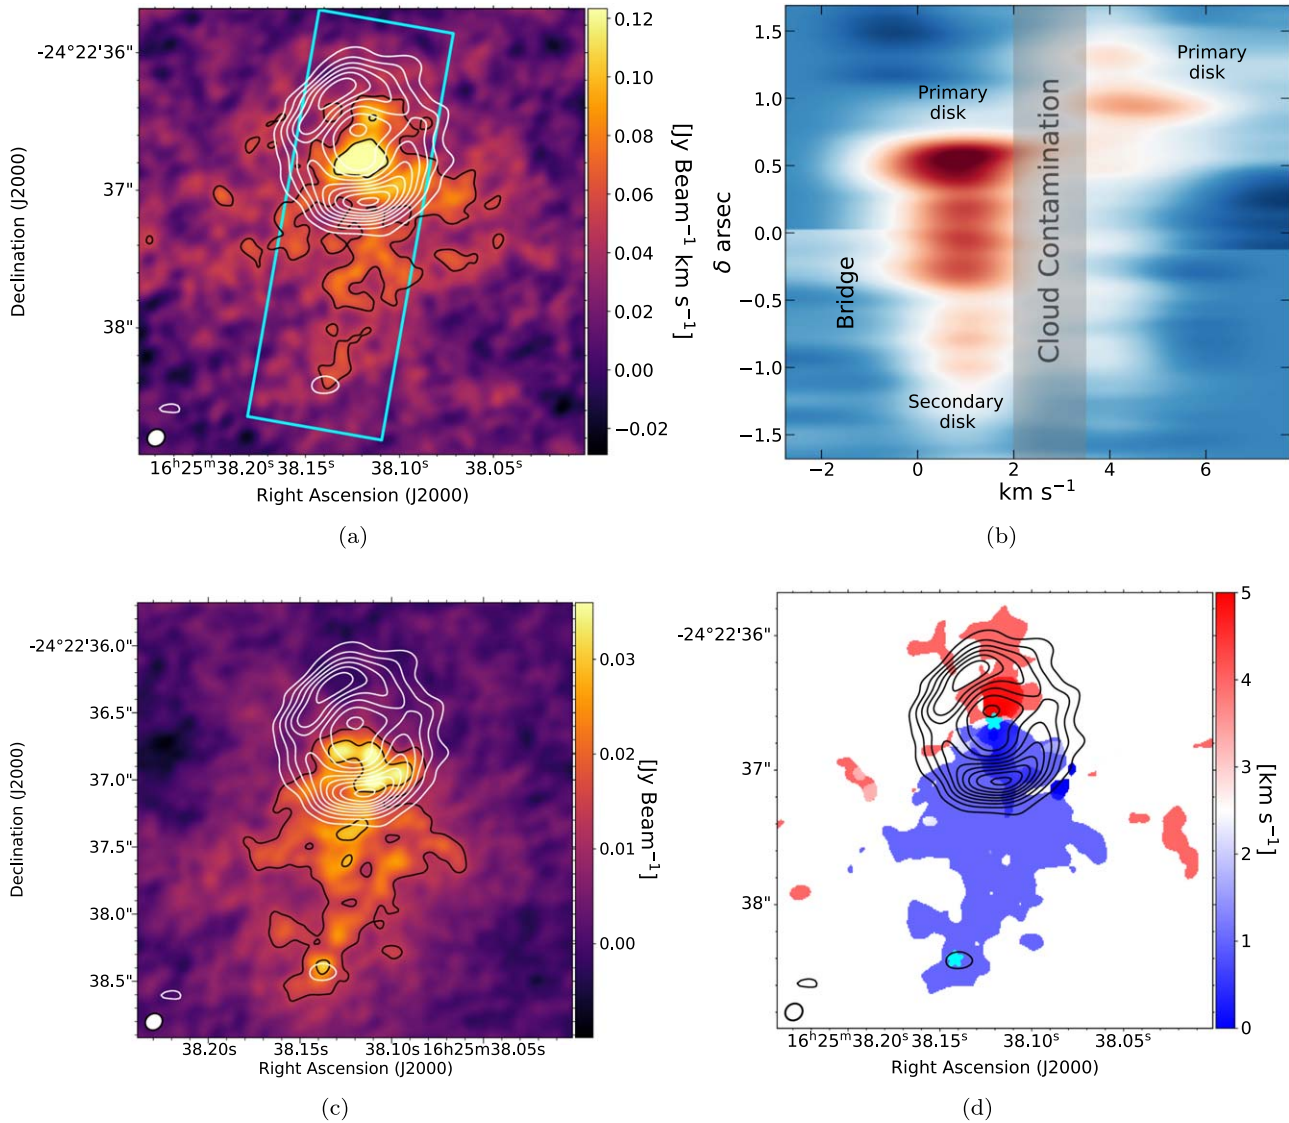 -24°22'36"
37"
38"
Declination (J2000)
16ʰ25ᵐ38.20ˢ 38.15ˢ 38.10ˢ 38.05ˢ
Right Ascension (J2000)
0.12
0.10
0.08
0.06
0.04
0.02
0.00
−0.02
[Jy Beam⁻¹ km s⁻¹]
(a)
1.5
1.0
0.5
0.0
−0.5
−1.0
−1.5
δ arsec
Primary
disk
Primary
disk
Bridge
Cloud Contamination
Secondary
disk
−2 0 2 4 6
km s⁻¹
(b)
-24°22'36.0"
36.5"
37.0"
37.5"
38.0"
38.5"
Declination (J2000)
38.20s 38.15s 38.10s 16ʰ25ᵐ38.05s
Right Ascension (J2000)
0.03
0.02
0.01
0.00
[Jy Beam⁻¹]
(c)
-24°22'36"
37"
38"
16ʰ25ᵐ38.20ˢ 38.15ˢ 38.10ˢ 38.05ˢ
Right Ascension (J2000)
5
4
3
2
1
0
[km s⁻¹]
(d)